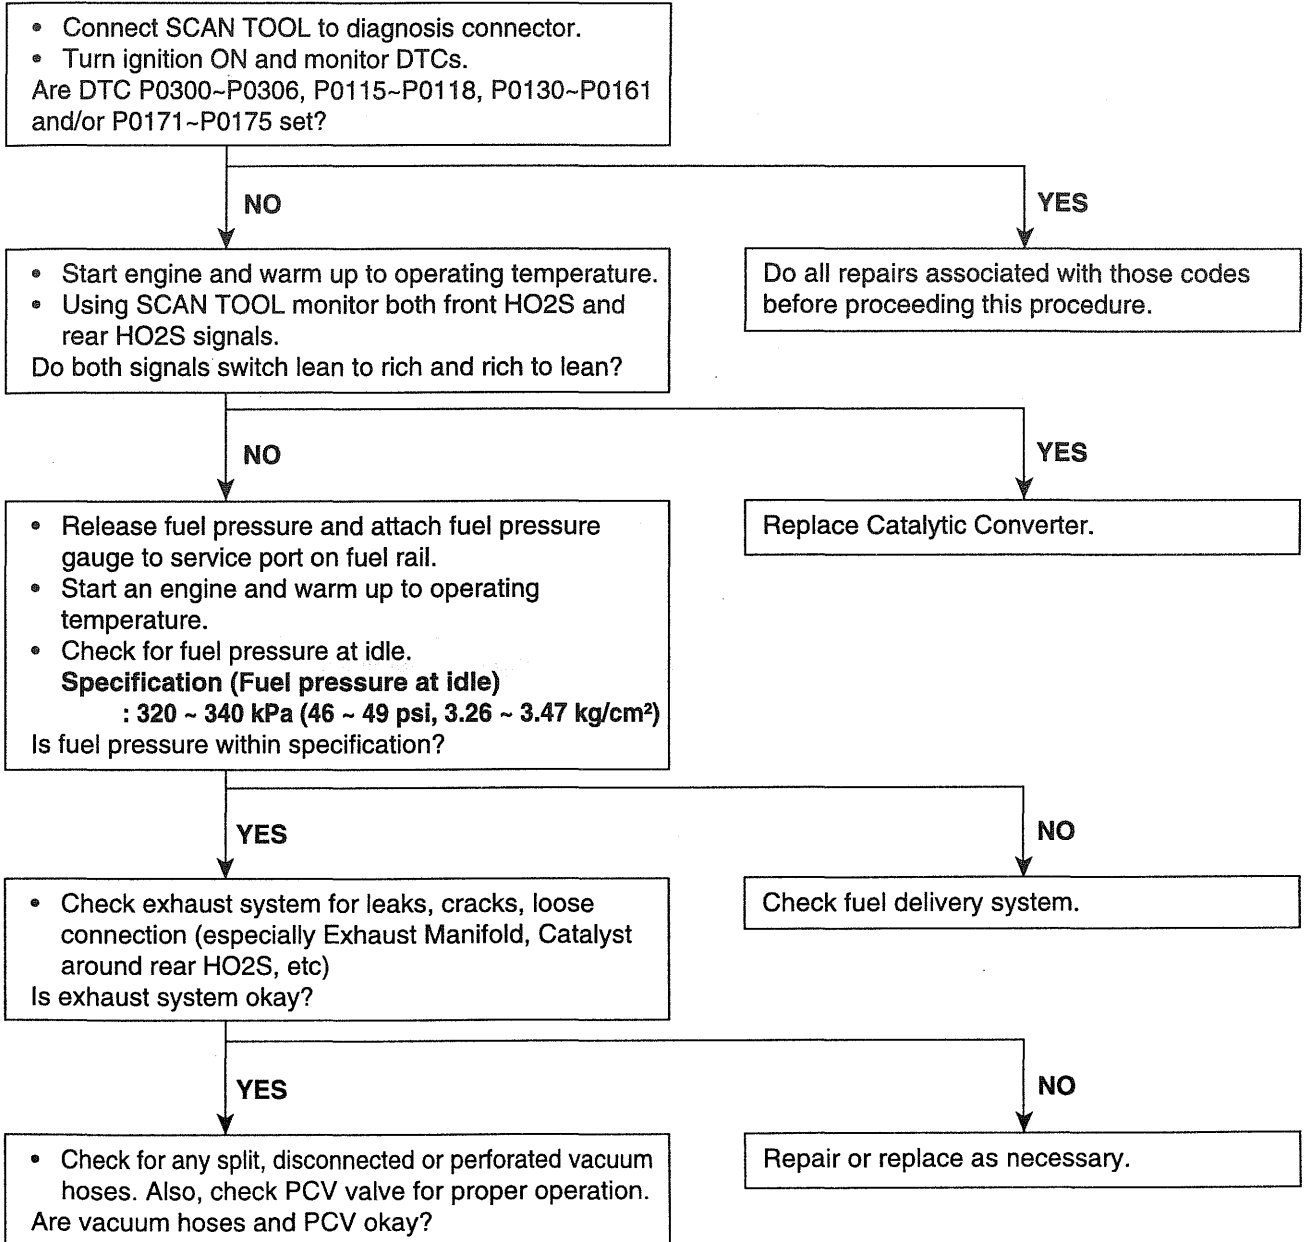 • Connect SCAN TOOL to diagnosis connector.
• Turn ignition ON and monitor DTCs.
Are DTC P0300~P0306, P0115~P0118, P0130~P0161
and/or P0171~P0175 set?
NO
YES
• Start engine and warm up to operating temperature.
• Using SCAN TOOL monitor both front HO2S and
rear HO2S signals.
Do both signals switch lean to rich and rich to lean?
Do all repairs associated with those codes
before proceeding this procedure.
NO
YES
• Release fuel pressure and attach fuel pressure
gauge to service port on fuel rail.
• Start an engine and warm up to operating
temperature.
• Check for fuel pressure at idle.
Specification (Fuel pressure at idle)
: 320 ~ 340 kPa (46 ~ 49 psi, 3.26 ~ 3.47 kg/cm²)
Is fuel pressure within specification?
Replace Catalytic Converter.
YES
NO
• Check exhaust system for leaks, cracks, loose
connection (especially Exhaust Manifold, Catalyst
around rear HO2S, etc)
Is exhaust system okay?
Check fuel delivery system.
YES
NO
• Check for any split, disconnected or perforated vacuum
hoses. Also, check PCV valve for proper operation.
Are vacuum hoses and PCV okay?
Repair or replace as necessary.